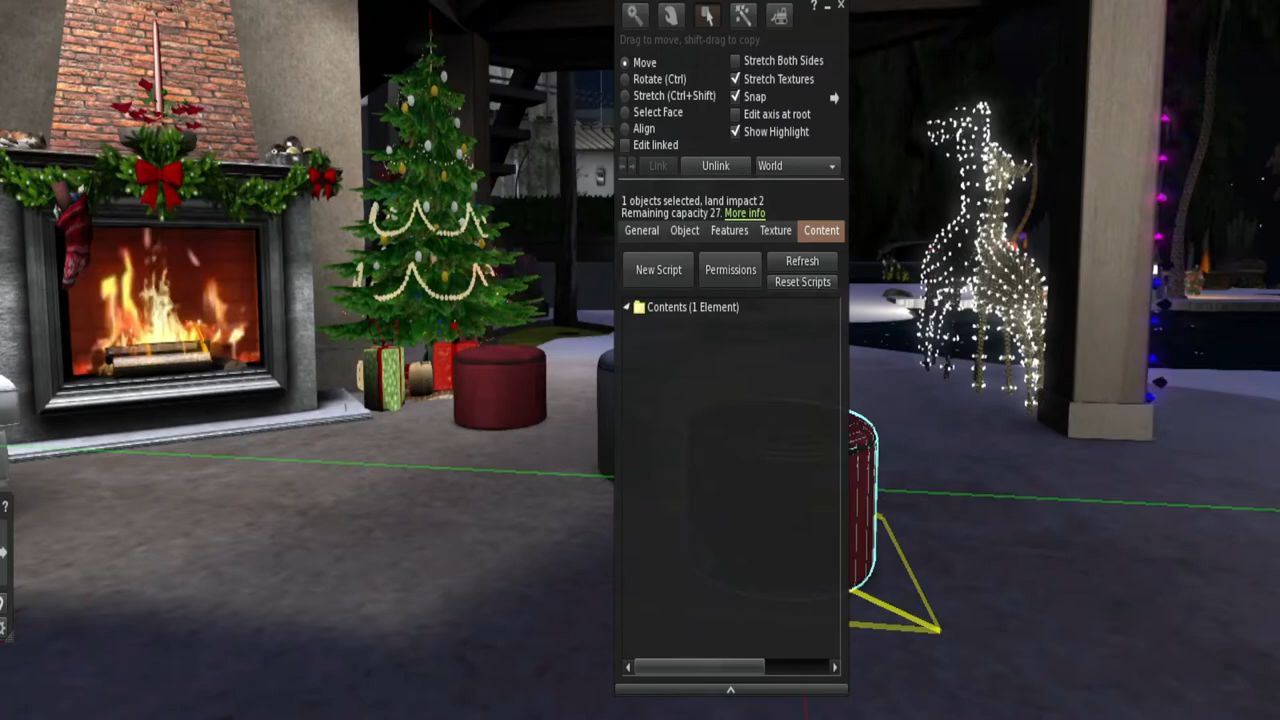 ?
Drag to move, shift-drag to copy
Move
Rotate (Ctrl)
Stretch (Ctrl+Shift)
Select Face
Align
Edit linked
Stretch Both Sides
Stretch Textures
Snap
Edit axis at root
Show Highlight
Link
Unlink
World
1 objects selected, land impact 2
Remaining capacity 27. More info
General Object Features Texture Content
New Script
Permissions
Refresh
Reset Scripts
Contents (1 Element)
?